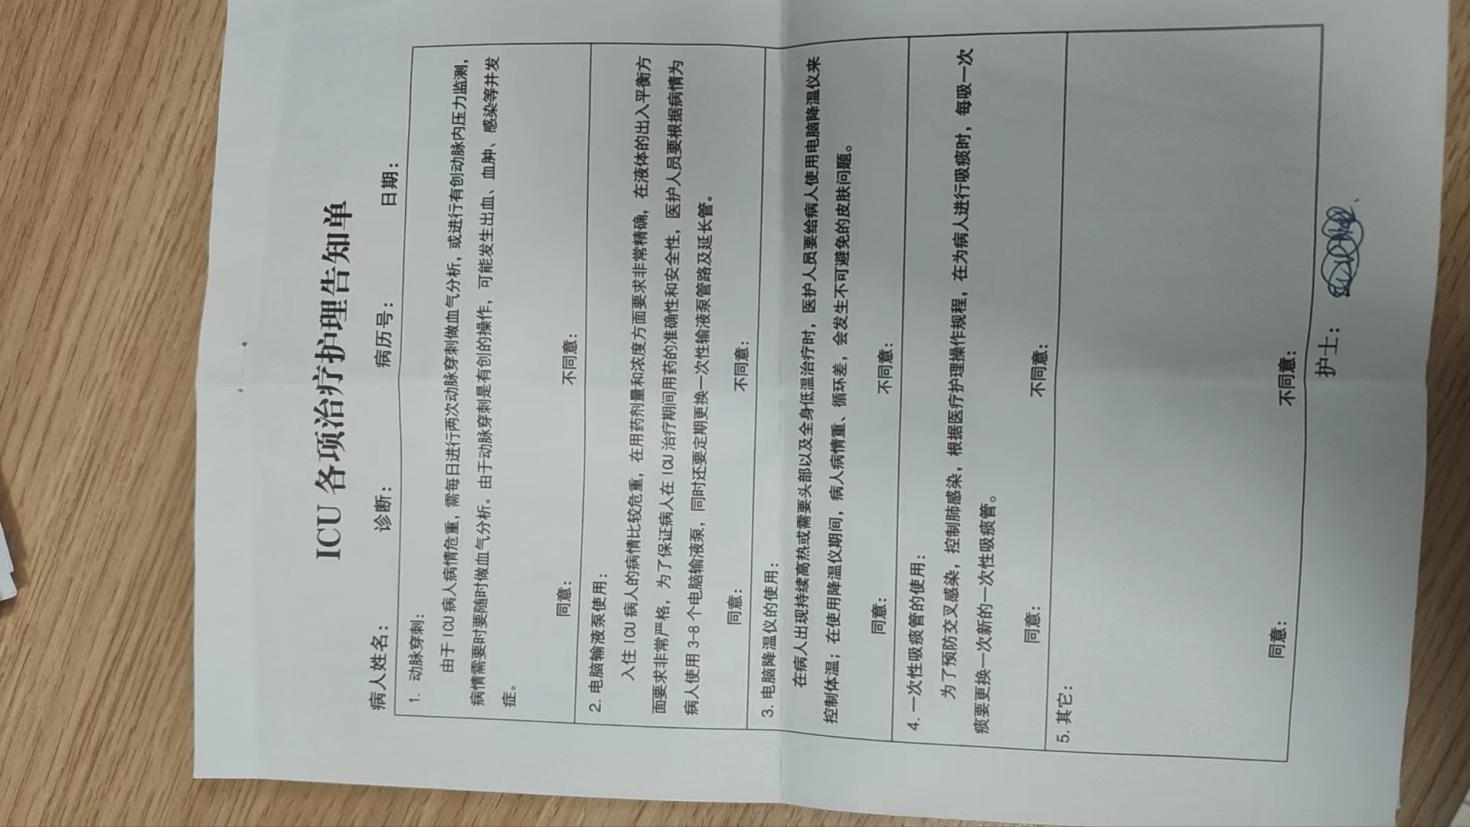 ICU 各项治疗护理告知单
病人姓名： 诊断： 病历号： 日期：
1. 动脉穿刺：
由于 ICU 病人病情危重，需每日进行两次动脉穿刺做血气分析，或进行有创动脉内压力监测，
病情需要时要随时做血气分析。由于动脉穿刺是有创的操作，可能发生出血、血肿、感染等并发
症。
同意： 不同意：
2. 电脑输液泵使用：
入住 ICU 病人的病情比较危重，在用药剂量和浓度方面要求非常精确，在液体的出入平衡方
面要求非常严格，为了保证病人在 ICU 治疗期间用药的准确性和安全性，医护人员要根据病情为
病人使用 3-8 个电脑输液泵，同时还要定期更换一次性输液泵管路及延长管。
同意： 不同意：
3. 电脑降温仪的使用：
在病人出现持续高热或需要头部以及全身低温治疗时，医护人员要给病人使用电脑降温仪来
控制体温；在使用降温仪期间，病人病情重、循环差，会发生不可避免的皮肤问题。
同意： 不同意：
4. 一次性吸痰管的使用：
为了预防交叉感染，控制肺感染，根据医疗护理操作规程，在为病人进行吸痰时，每吸一次
痰要更换一次新的一次性吸痰管。
同意： 不同意：
5. 其它：
同意： 不同意：
护士：